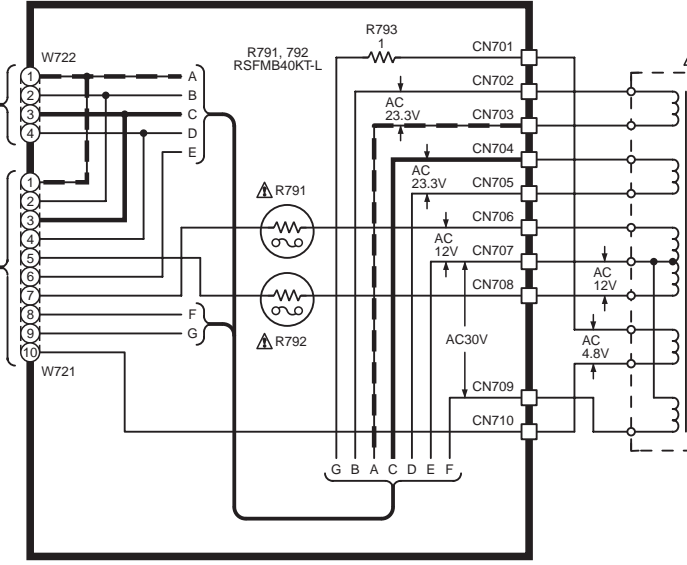 R793
1
CN701
W722
R791, 792
RSFMB40KT-L
1
A
CN702
2
B
AC
23.3V
CN703
3
C
4
D
CN704
E
AC
23.3V
1
CN705
R791
2
CN706
3
AC
12V
4
CN707
5
AC
12V
6
CN708
7
8
F
9
G
R792
AC30V
AC
4.8V
10
W721
CN709
CN710
G B A C D E F